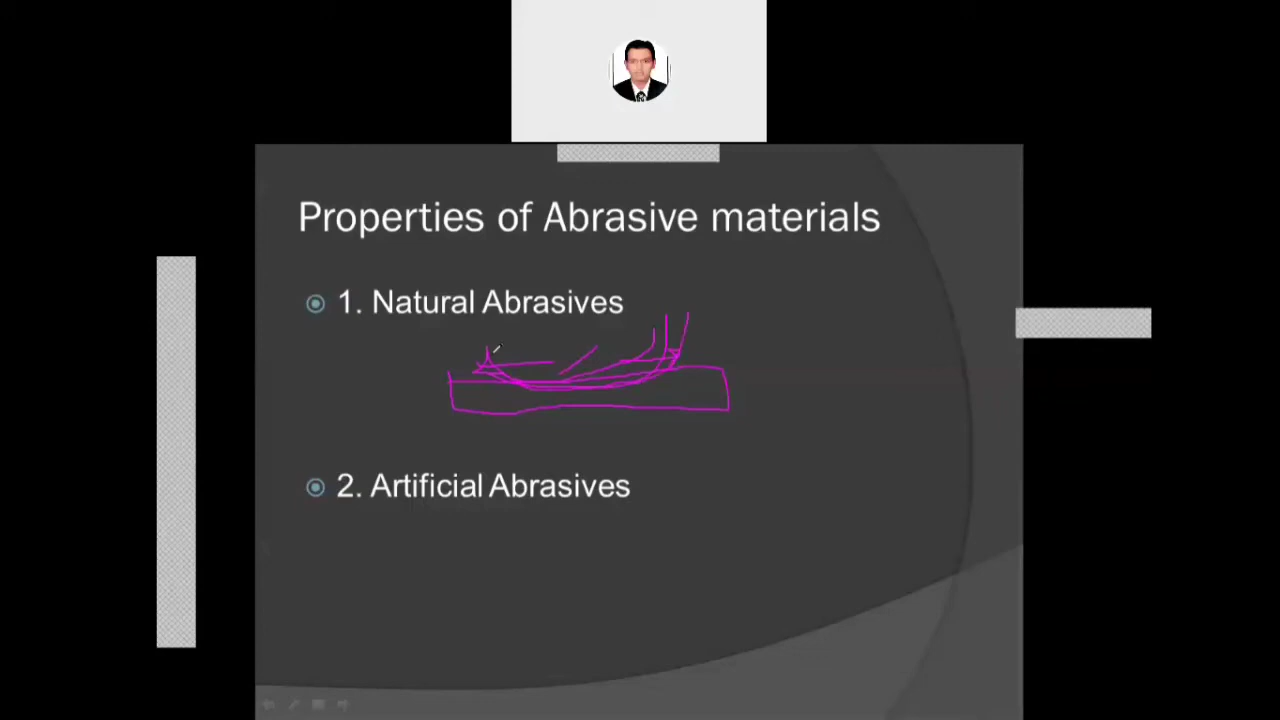 Properties of Abrasive materials
1. Natural Abrasives
2. Artificial Abrasives